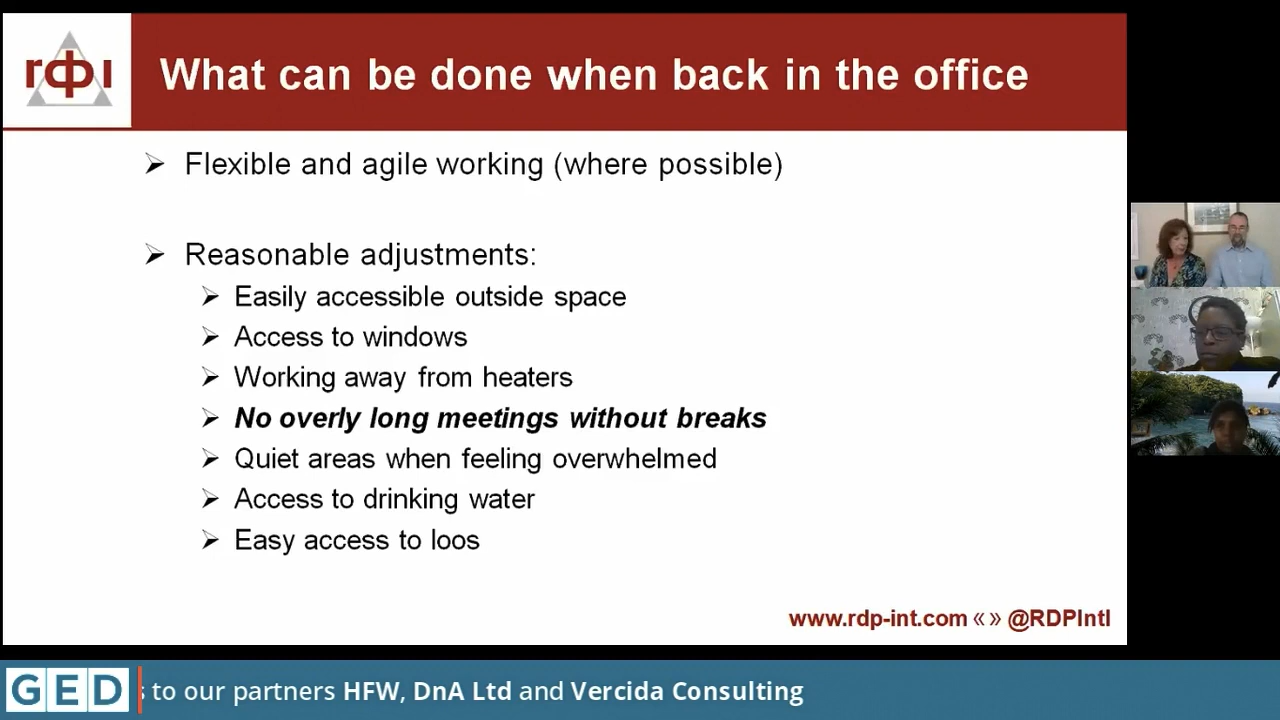 rφı
What can be done when back in the office
Flexible and agile working (where possible)
Reasonable adjustments:
Easily accessible outside space
Access to windows
Working away from heaters
No overly long meetings without breaks
Quiet areas when feeling overwhelmed
Access to drinking water
Easy access to loos
www.rdp-int.com «» @RDPIntl
GED s to our partners HFW, DnA Ltd and Vercida Consulting